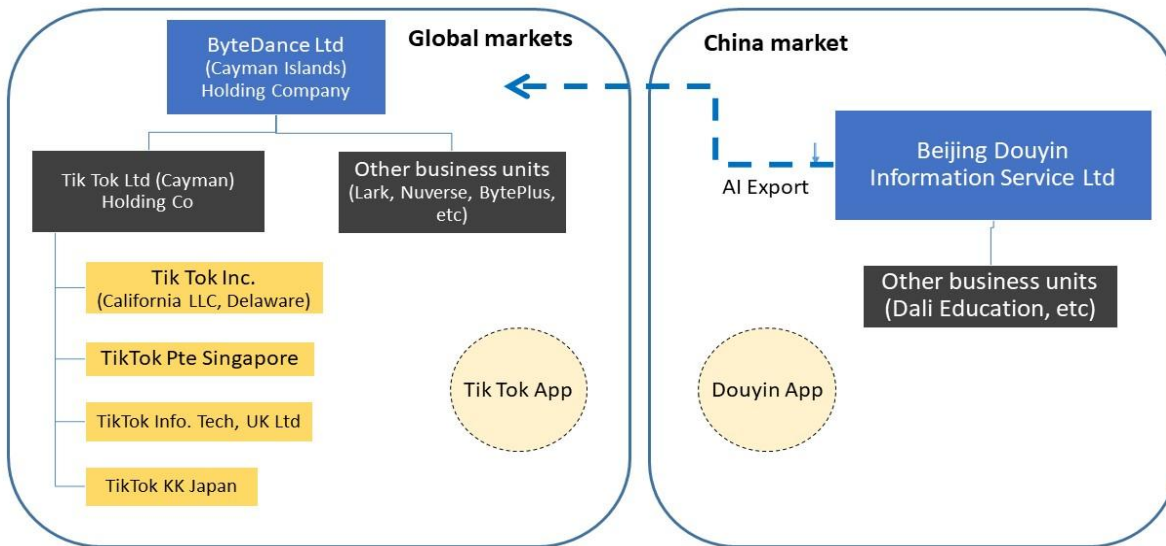 Global markets
ByteDance Ltd
(Cayman Islands)
Holding Company
Tik Tok Ltd (Cayman)
Holding Co
Other business units
(Lark, Nuverse, BytePlus,
etc)
Tik Tok Inc.
(California LLC, Delaware)
TikTok Pte Singapore
TikTok Info. Tech, UK Ltd
TikTok KK Japan
Tik Tok App
China market
AI Export
Beijing Douyin
Information Service Ltd
Other business units
(Dali Education, etc)
Douyin App